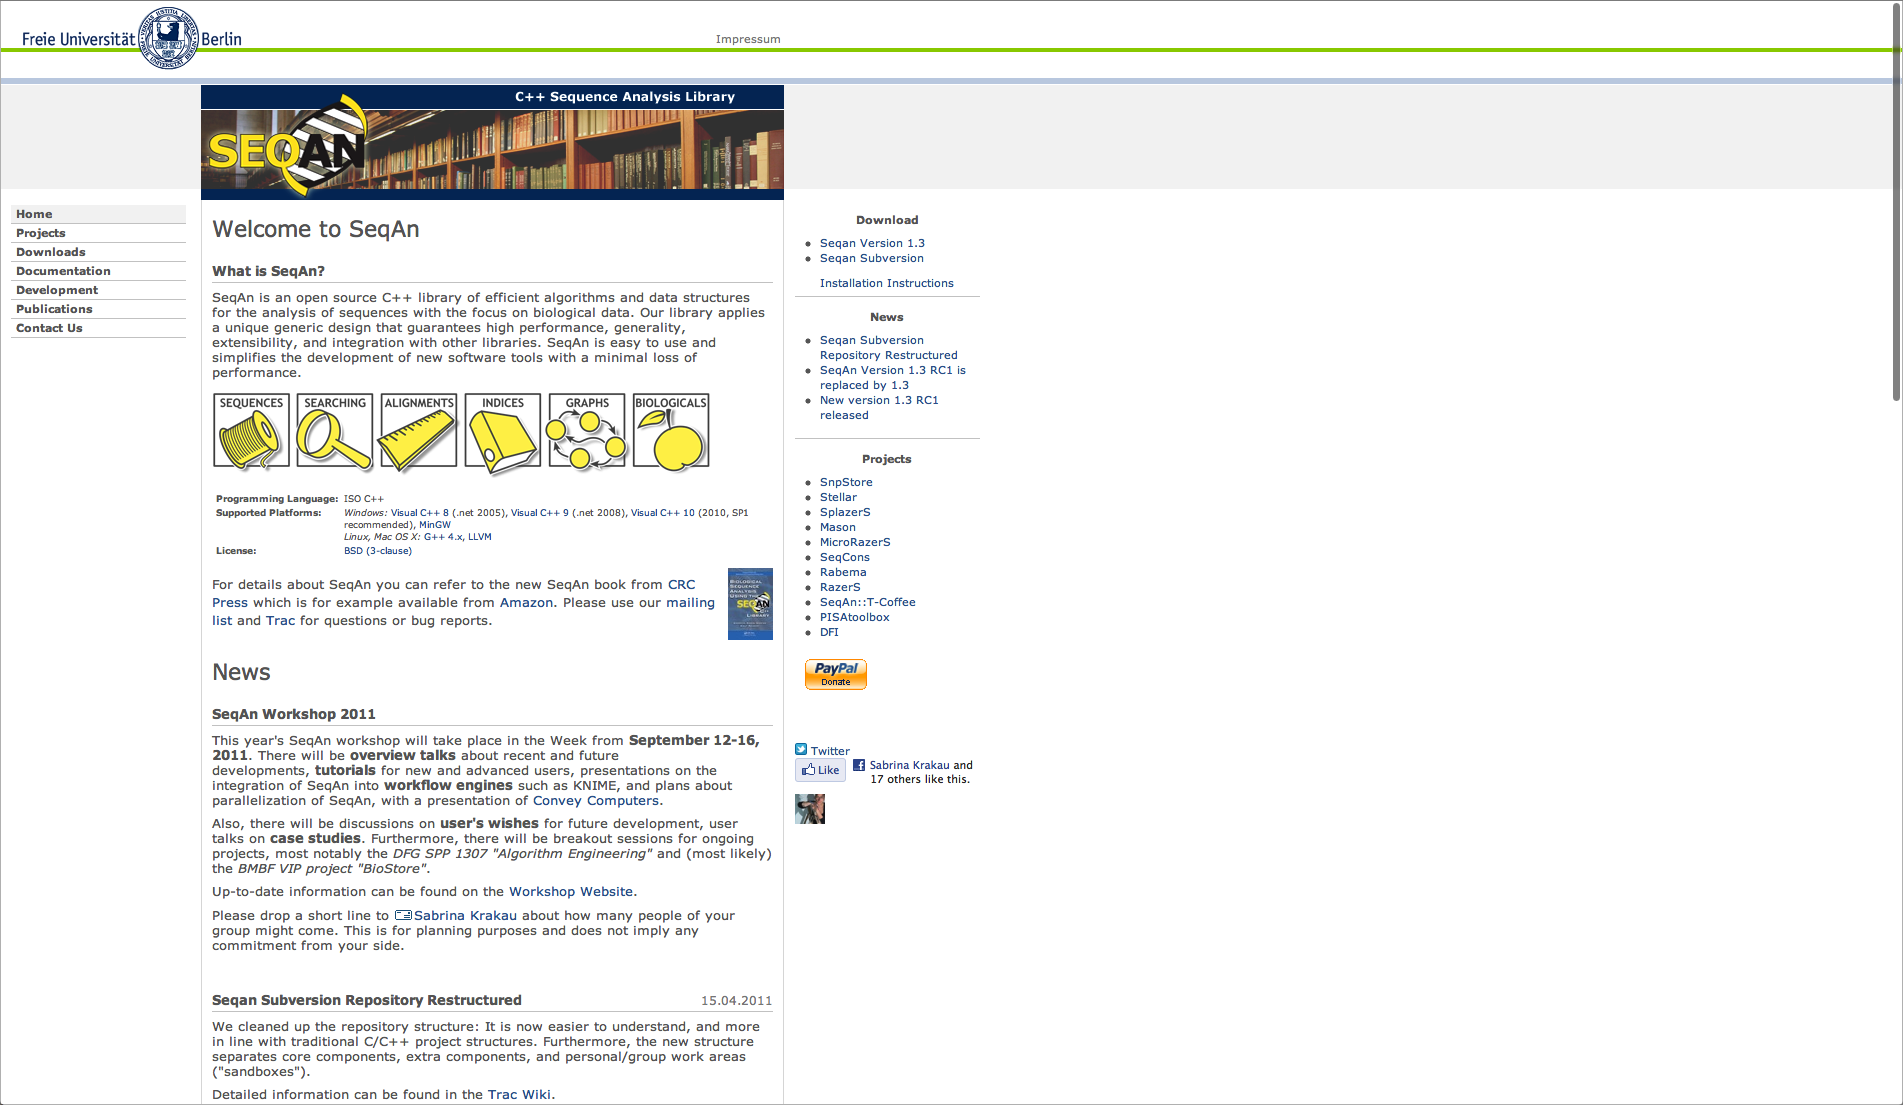 Freie Universität Berlin
Impressum
C++ Sequence Analysis Library
SEQAN
Home
Projects
Downloads
Documentation
Development
Publications
Contact Us
Welcome to SeqAn
What is SeqAn?
SeqAn is an open source C++ library of efficient algorithms and data structures
for the analysis of sequences with the focus on biological data. Our library applies
a unique generic design that guarantees high performance, generality,
extensibility, and integration with other libraries. SeqAn is easy to use and
simplifies the development of new software tools with a minimal loss of
performance.
SEQUENCES SEARCHING ALIGNMENTS INDICES GRAPHS BIOLOGICALS
Programming Language: ISO C++
Supported Platforms: Windows: Visual C++ 8 (.net 2005), Visual C++ 9 (.net 2008), Visual C++ 10 (2010, SP1
recommended), MinGW
Linux, Mac OS X: G++ 4.x, LLVM
License: BSD (3-clause)
For details about SeqAn you can refer to the new SeqAn book from CRC
Press which is for example available from Amazon. Please use our mailing
list and Trac for questions or bug reports.
BIOLOGICAL
SEQUENCE
ANALYSIS
SEQAN
LIBRARY
News
SeqAn Workshop 2011
This year's SeqAn workshop will take place in the Week from September 12-16,
2011. There will be overview talks about recent and future
developments, tutorials for new and advanced users, presentations on the
integration of SeqAn into workflow engines such as KNIME, and plans about
parallelization of SeqAn, with a presentation of Convey Computers.
Also, there will be discussions on user's wishes for future development, user
talks on case studies. Furthermore, there will be breakout sessions for ongoing
projects, most notably the DFG SPP 1307 "Algorithm Engineering" and (most likely)
the BMBF VIP project "BioStore".
Up-to-date information can be found on the Workshop Website.
Please drop a short line to Sabrina Krakau about how many people of your
group might come. This is for planning purposes and does not imply any
commitment from your side.
Seqan Subversion Repository Restructured 15.04.2011
We cleaned up the repository structure: It is now easier to understand, and more
in line with traditional C/C++ project structures. Furthermore, the new structure
separates core components, extra components, and personal/group work areas
("sandboxes").
Detailed information can be found in the Trac Wiki.
Download
Seqan Version 1.3
Seqan Subversion
Installation Instructions
News
Seqan Subversion
Repository Restructured
SeqAn Version 1.3 RC1 is
replaced by 1.3
New version 1.3 RC1
released
Projects
SnpStore
Stellar
SplazerS
Mason
MicroRazerS
SeqCons
Rabema
RazerS
SeqAn::T-Coffee
PISAtoolbox
DFI
PayPal
Donate
Twitter
Like Sabrina Krakau and
17 others like this.